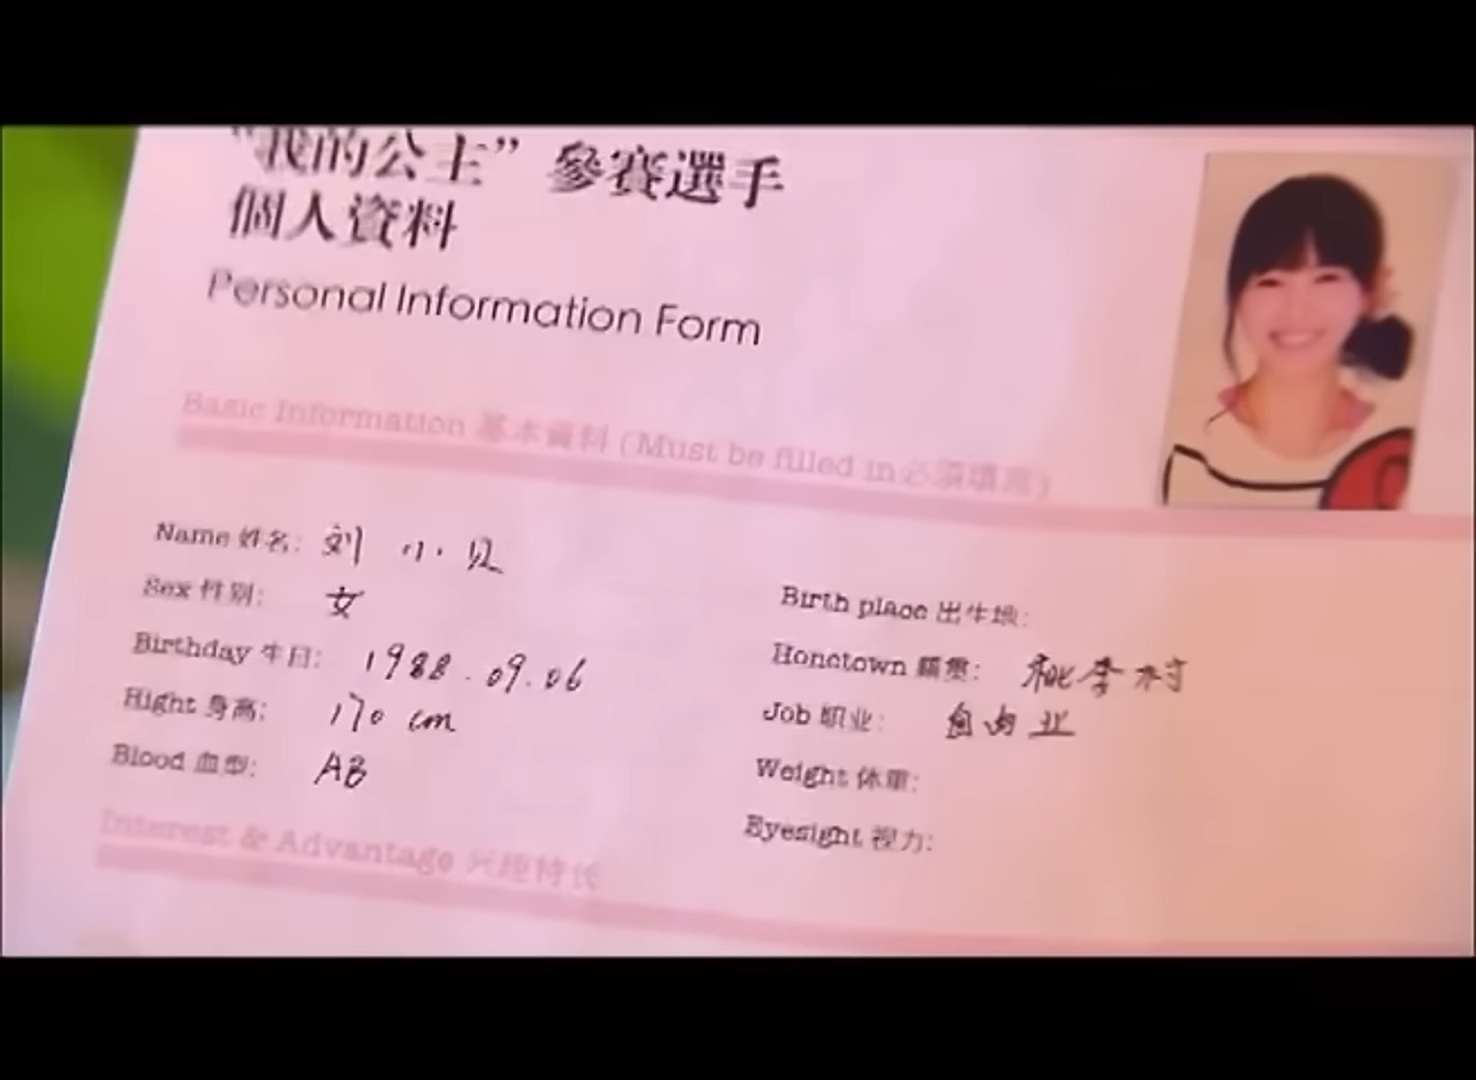 “我的公主”參賽選手
個人資料
Personal Information Form
Basic Information 基本資料 (Must be filled in必須填寫)
Name 姓名: 刘小贝
Sex 性别: 女
Birthday 生日: 1988.09.06
Hight 身高: 170 cm
Blood 血型: AB
Birth place 出生地:
Honetown 籍貫: 桃李村
Job 职业: 自由业
Weight 体重:
Eyesight 视力:
Interest & Advantage 兴趣特长